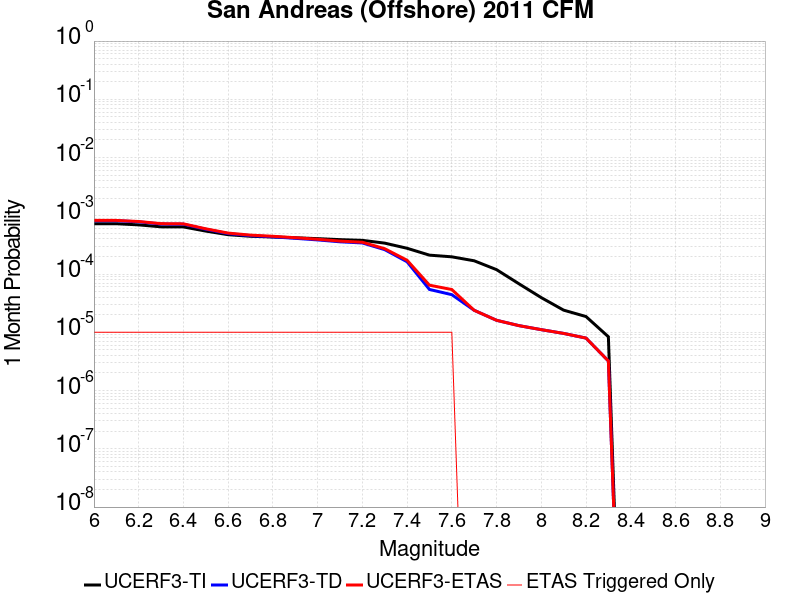 San Andreas (Offshore) 2011 CFM
10^0
10^-1
10^-2
10^-3
10^-4
10^-5
10^-6
10^-7
10^-8
1 Month Probability
6 6.2 6.4 6.6 6.8 7 7.2 7.4 7.6 7.8 8 8.2 8.4 8.6 8.8 9
Magnitude
UCERF3-TI UCERF3-TD UCERF3-ETAS ETAS Triggered Only